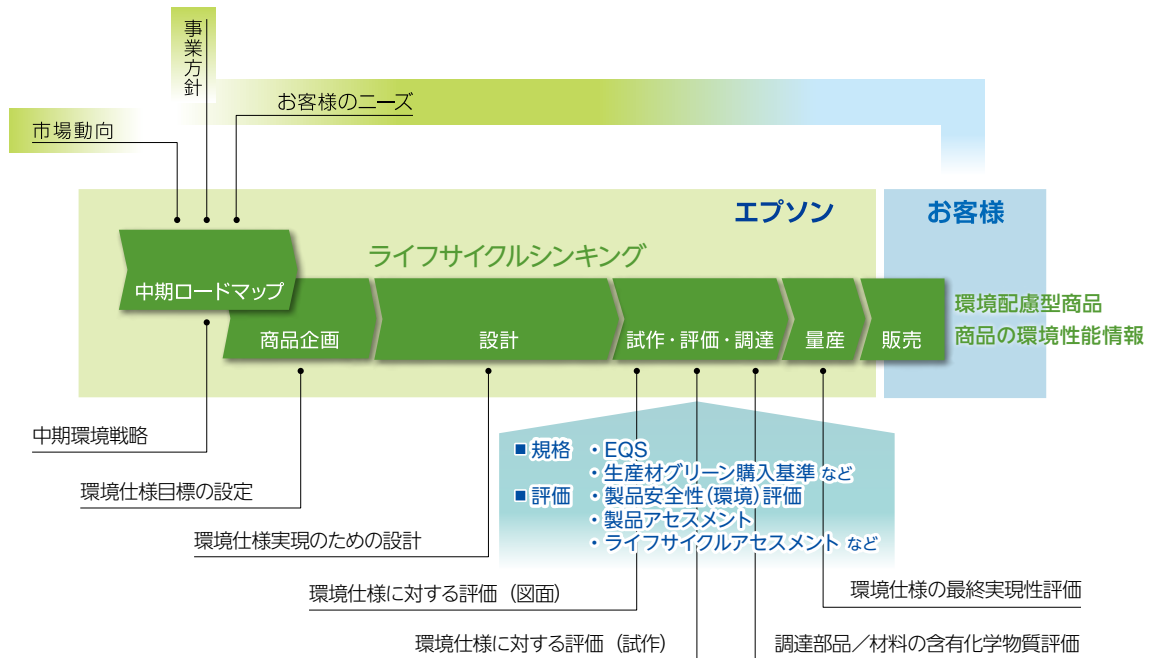 事業方針
お客様のニーズ
市場動向
エプソン
お客様
ライフサイクルシンキング
中期ロードマップ
商品企画
設計
試作・評価・調達
量産
販売
環境配慮型商品
商品の環境性能情報
中期環境戦略
環境仕様目標の設定
環境仕様実現のための設計
環境仕様に対する評価（図面）
環境仕様に対する評価（試作）
■規格 ・EQS
・生産材グリーン購入基準 など
■評価 ・製品安全性（環境）評価
・製品アセスメント
・ライフサイクルアセスメント など
環境仕様の最終実現性評価
調達部品／材料の含有化学物質評価